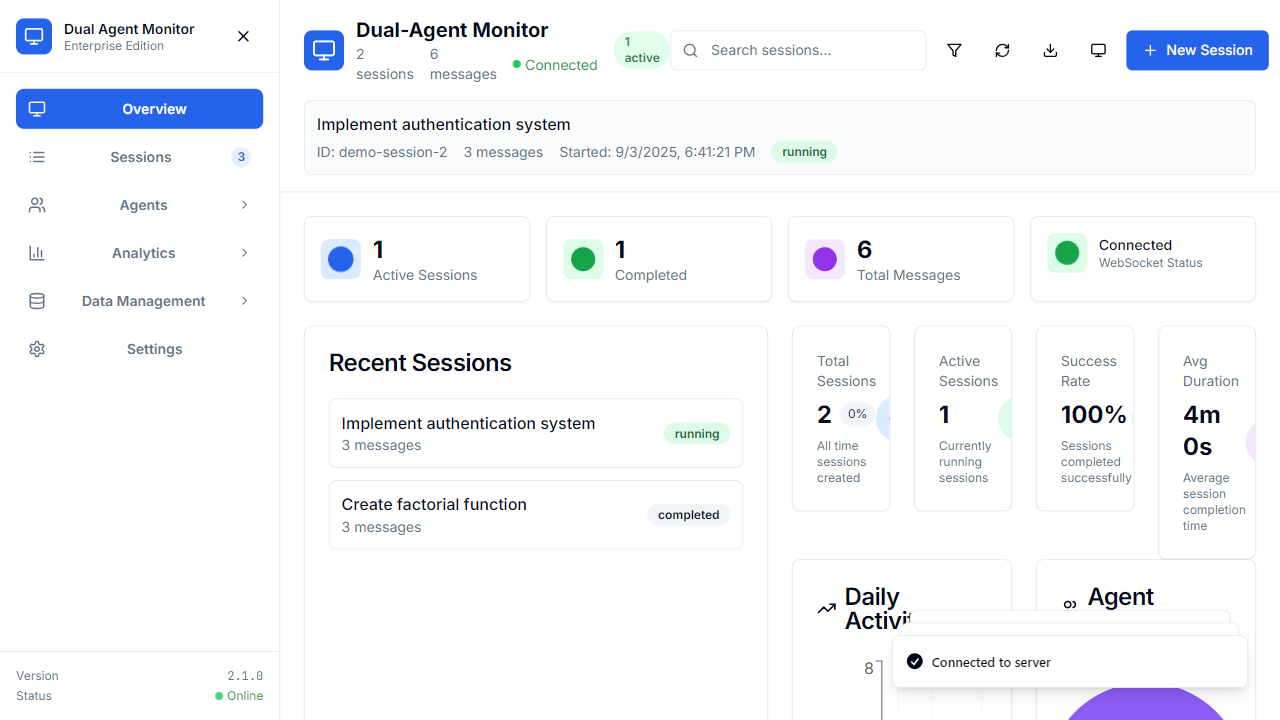 Dual Agent Monitor
Enterprise Edition
Overview
Sessions 3
Agents
Analytics
Data Management
Settings
Version 2.1.0
Status Online
Dual-Agent Monitor
2 sessions
6 messages
Connected
1 active
Search sessions...
New Session
Implement authentication system
ID: demo-session-2 3 messages Started: 9/3/2025, 6:41:21 PM running
1
Active Sessions
1
Completed
6
Total Messages
Connected
WebSocket Status
Recent Sessions
Implement authentication system
3 messages
running
Create factorial function
3 messages
completed
Total
Sessions
2 0%
All time
sessions
created
Active
Sessions
1
Currently
running
sessions
Success
Rate
100%
Sessions
completed
successfully
Avg
Duration
4m
0s
Average
session
completion
time
Daily
8
Agent
Connected to server